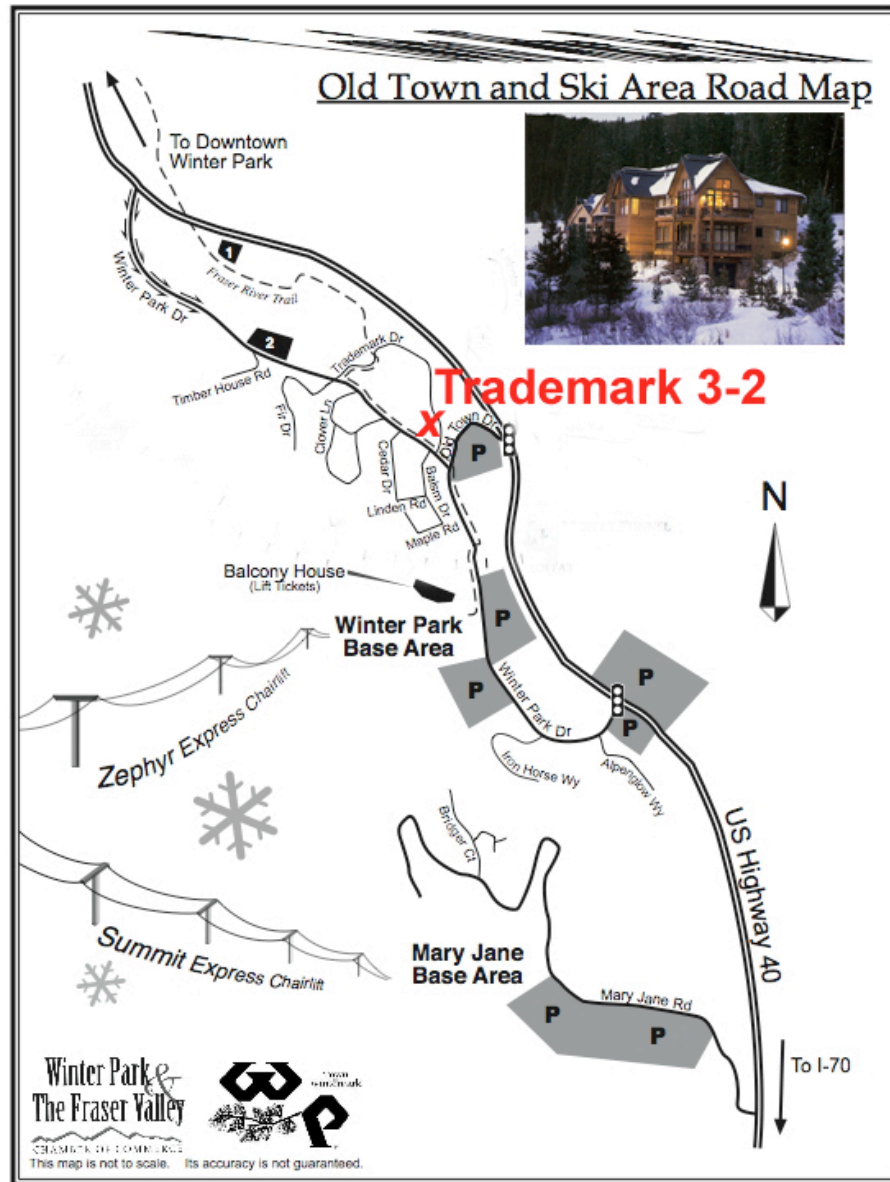 Old Town and Ski Area Road Map
To Downtown
Winter Park
1
Fraser River Trail
Winter Park Dr
2
Trademark Dr
Timber House Rd
Trademark 3-2
X
Fir Dr
Clover Ln
Old Town Dr
P
Cedar Dr
Balsm Dr
Linden Rd
Maple Rd
N
Balcony House
(Lift Tickets)
P
Winter Park
Base Area
P
P
P
Winter Park Dr
Zephyr Express Chairlift
Iron Horse Wy
Alpenglow Wy
Bridger Ct
US Highway 40
Summit Express Chairlift
Mary Jane
Base Area
Mary Jane Rd
P
P
To I-70
Winter Park &
The Fraser Valley
CHAMBER OF COMMERCE
This map is not to scale. Its accuracy is not guaranteed.